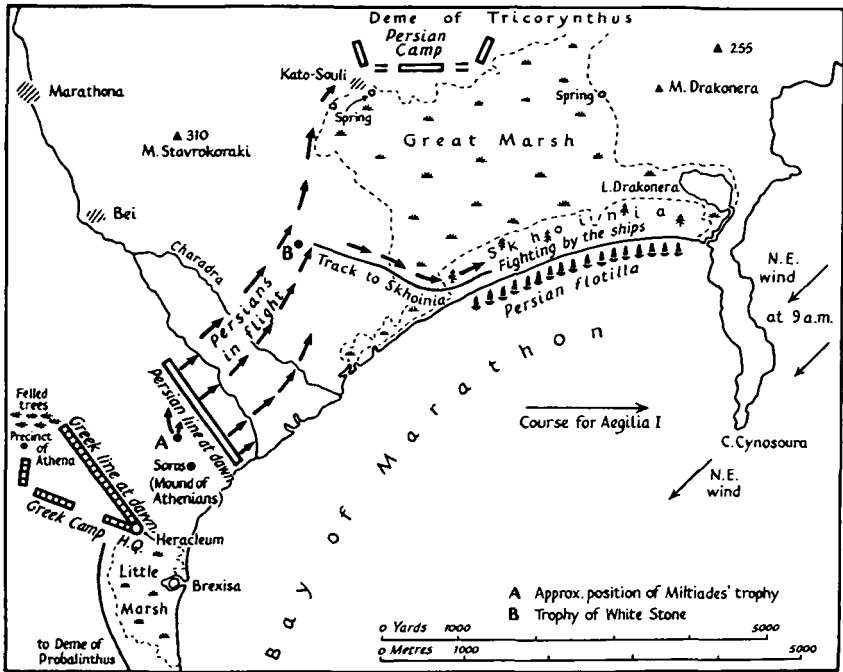 Deme of Tricorynthus
Persian
Camp
255
Kato-Souli
Marathona
Spring
Spring
M. Drakonera
310
M. Stavrokoraki
Great Marsh
L. Drakonera
Bei
Skhoinia
Fighting by the ships
B
Charadra
Track to Skhoinia
Persian flotilla
N.E.
wind
at 9 a.m.
Persians
in flight
Persian line at dawn
Felled
trees
Precinct
of
Athena
Greek line at dawn
A
Soros
(Mound of
Athenians)
Course for Aegilia I
C. Cynosoura
N.E.
wind
Greek Camp
H.Q.
Heracleum
Little
Marsh
Brexisa
Bay of Marathon
A Approx. position of Miltiades' trophy
B Trophy of White Stone
to Deme of
Probalinthus
0 Yards 1000 5000
0 Metres 1000 5000